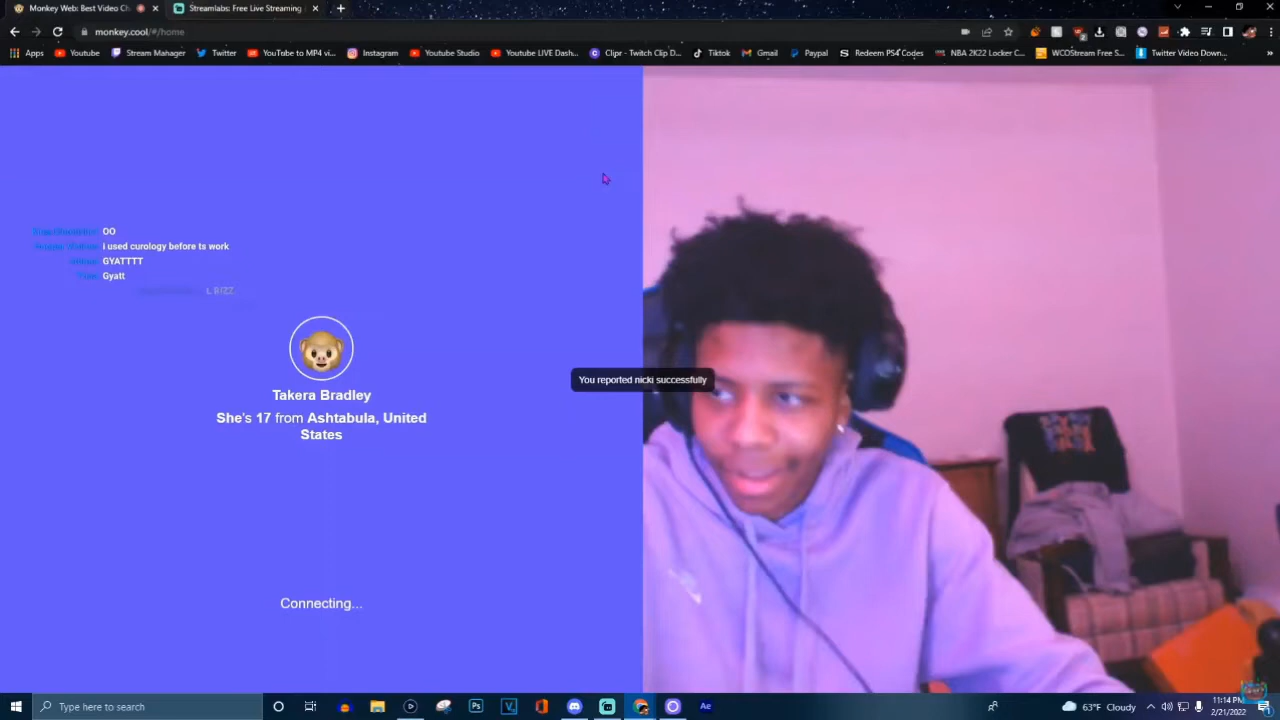 Monkey Web: Best Video Ch
Streamlabs: Free Live Streaming
monkey.cool/#/home
Apps
Youtube
Stream Manager
Twitter
YouTobe to MP4 vi...
Instagram
Youtube Studio
Youtube LIVE Dash...
Clipr - Twitch Clip D...
Tiktok
Gmail
Paypal
Redeem PS4 Codes
NBA 2K22 Locker C...
WCOStream Free S...
Twitter Video Down...
OO
i used curology before ts work
GYATTTT
Gyatt
L RIZZ.
Takera Bradley
She's 17 from Ashtabula, United
States
You reported nicki successfully
Connecting...
Type here to search
Ps
V
Ae
63°F Cloudy
11:14 PM
2/21/2022